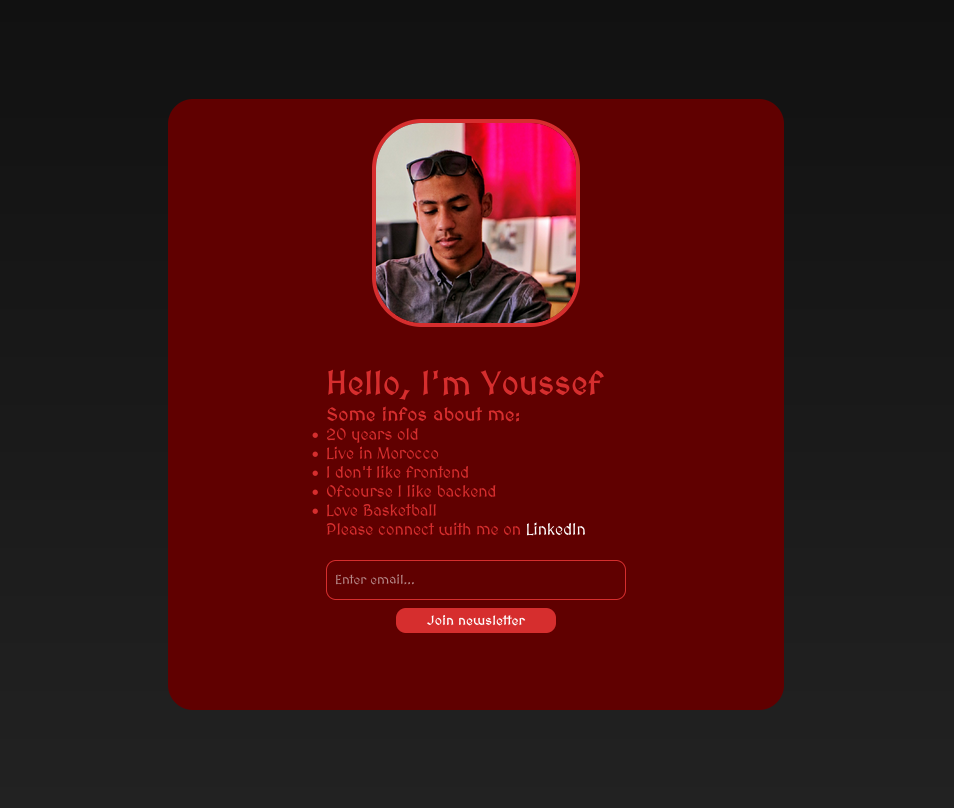 Hello, I'm Youssef
Some infos about me:
20 years old
Live in Morocco
I don't like frontend
Ofcourse I like backend
Love Basketball
Please connect with me on LinkedIn
Enter email...
Join newsletter